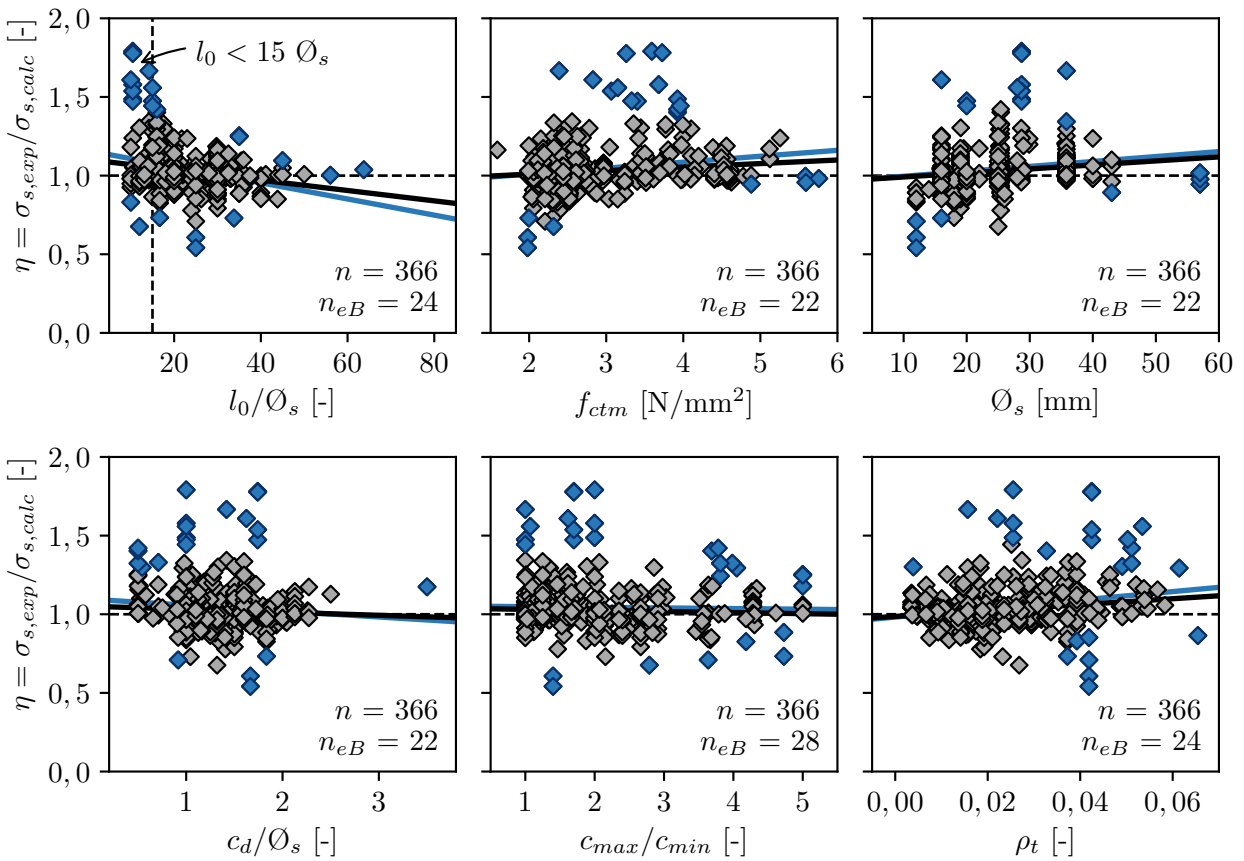 η = σs,exp/σs,calc [-]
2,0
1,5
1,0
0,5
0,0
l0 < 15 Øs
n = 366
neB = 24
20 40 60 80
l0/Øs [-]
n = 366
neB = 22
2 3 4 5 6
fctm [N/mm²]
n = 366
neB = 22
10 20 30 40 50 60
Øs [mm]
η = σs,exp/σs,calc [-]
2,0
1,5
1,0
0,5
0,0
n = 366
neB = 22
1 2 3
cd/Øs [-]
n = 366
neB = 28
1 2 3 4 5
cmax/cmin [-]
n = 366
neB = 24
0,00 0,02 0,04 0,06
ρt [-]